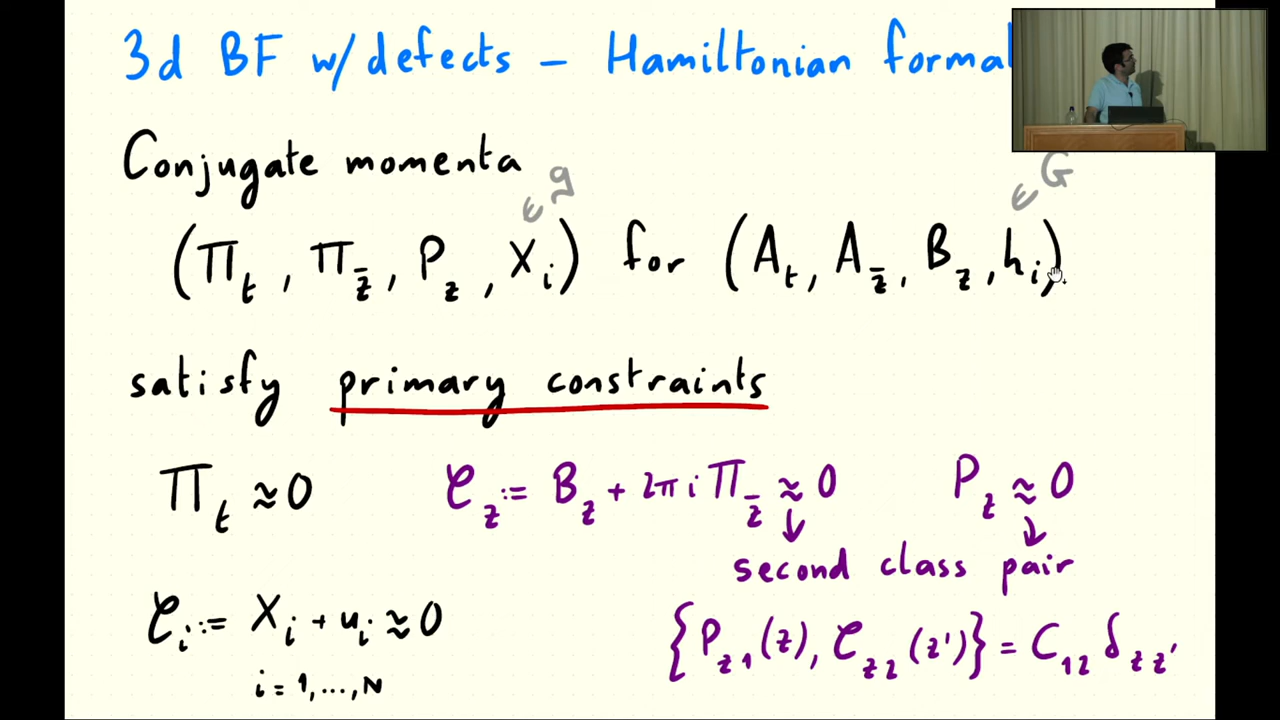 3d BF w/ defects – Hamiltonian formal
Conjugate momenta
∈ g
∈ G
(Π_t, Π_z̄, P_z, X_i) for (A_t, A_z̄, B_z, h_i)
satisfy primary constraints
Π_t ≈ 0 𝒞_z := B_z + 2πi Π_z̄ ≈ 0 P_z ≈ 0
↓ ↓
second class pair
𝒞_i := X_i + u_i ≈ 0
{P_z1(z), 𝒞_z2(z')} = C_12 δ_zz'
i = 1, ..., N